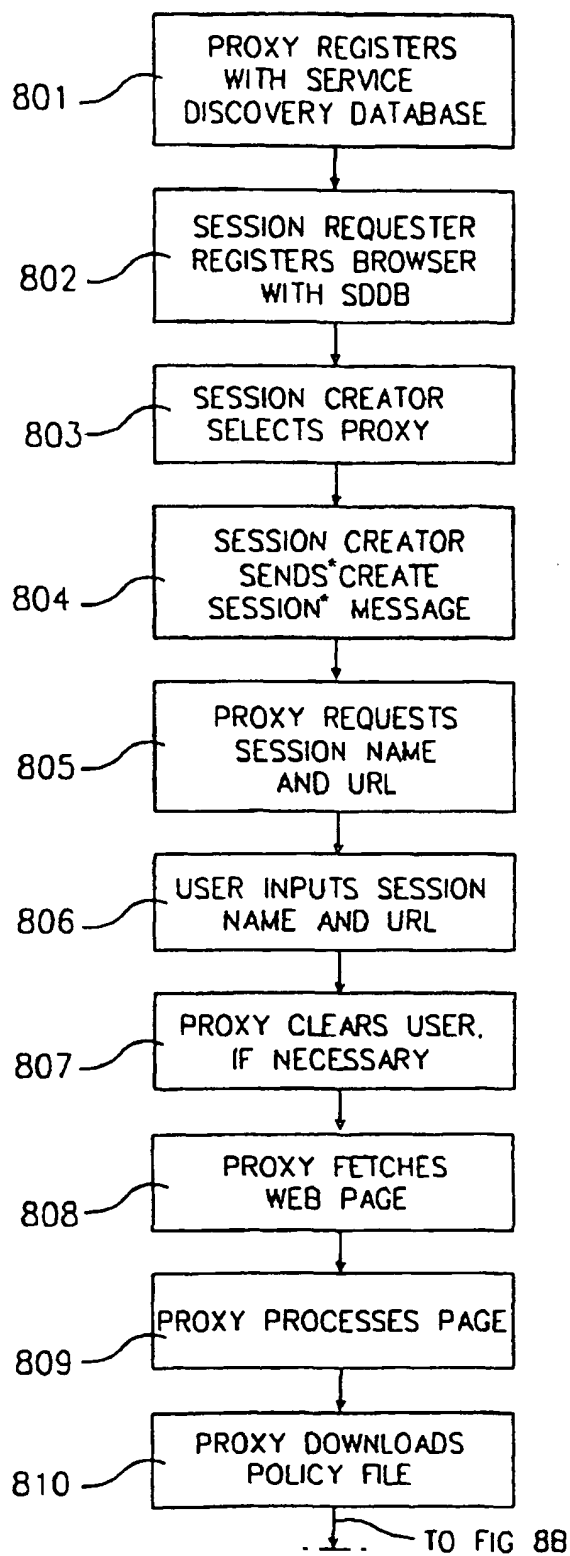 801
PROXY REGISTERS
WITH SERVICE
DISCOVERY DATABASE
802
SESSION REQUESTER
REGISTERS BROWSER
WITH SDDB
803
SESSION CREATOR
SELECTS PROXY
804
SESSION CREATOR
SENDS "CREATE
SESSION" MESSAGE
805
PROXY REQUESTS
SESSION NAME
AND URL
806
USER INPUTS SESSION
NAME AND URL
807
PROXY CLEARS USER,
IF NECESSARY
808
PROXY FETCHES
WEB PAGE
809
PROXY PROCESSES PAGE
810
PROXY DOWNLOADS
POLICY FILE
TO FIG 8B